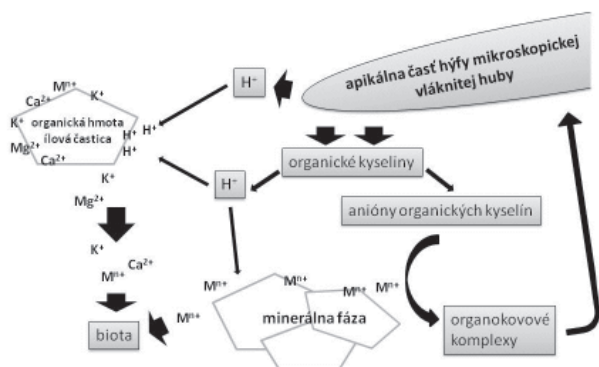 apikálna časť hýfy mikroskopickej
vláknitej huby
H⁺
Mⁿ⁺
Ca²⁺
K⁺
K⁺
organická hmota
ílová častica
H⁺
H⁺
H⁺
Mg²⁺
Ca²⁺
organické kyseliny
K⁺
H⁺
Mg²⁺
anióny organických kyselín
K⁺
Ca²⁺
Mⁿ⁺
Mⁿ⁺
Mⁿ⁺
Mⁿ⁺
Mⁿ⁺
Mⁿ⁺
minerálna fáza
biota
organokovové
komplexy